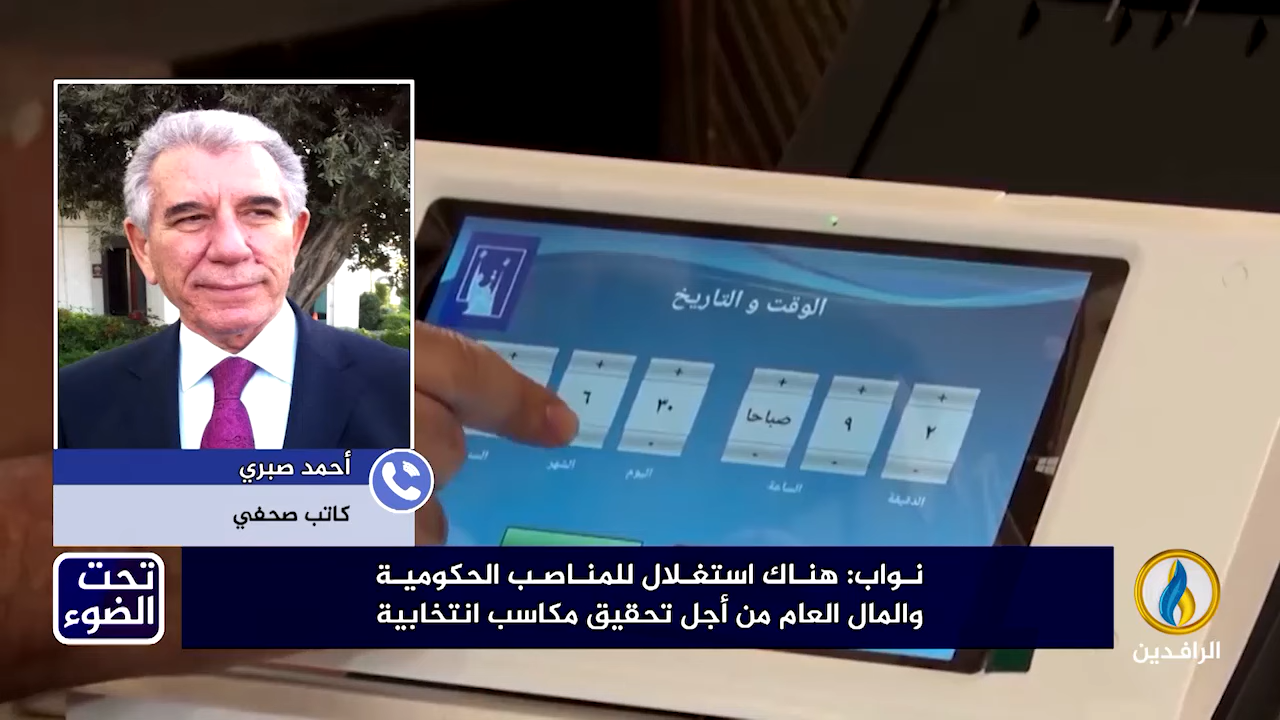 الوقت و التاريخ
+ + + + + +
٦ ٣٠ صباحا ٩ ٢
- - - - -
الشهر اليوم الساعة الدقيقة
أحمد صبري
كاتب صحفي
تحت
الضوء
نواب: هناك استغلال للمناصب الحكومية
والمال العام من أجل تحقيق مكاسب انتخابية
الرافدين